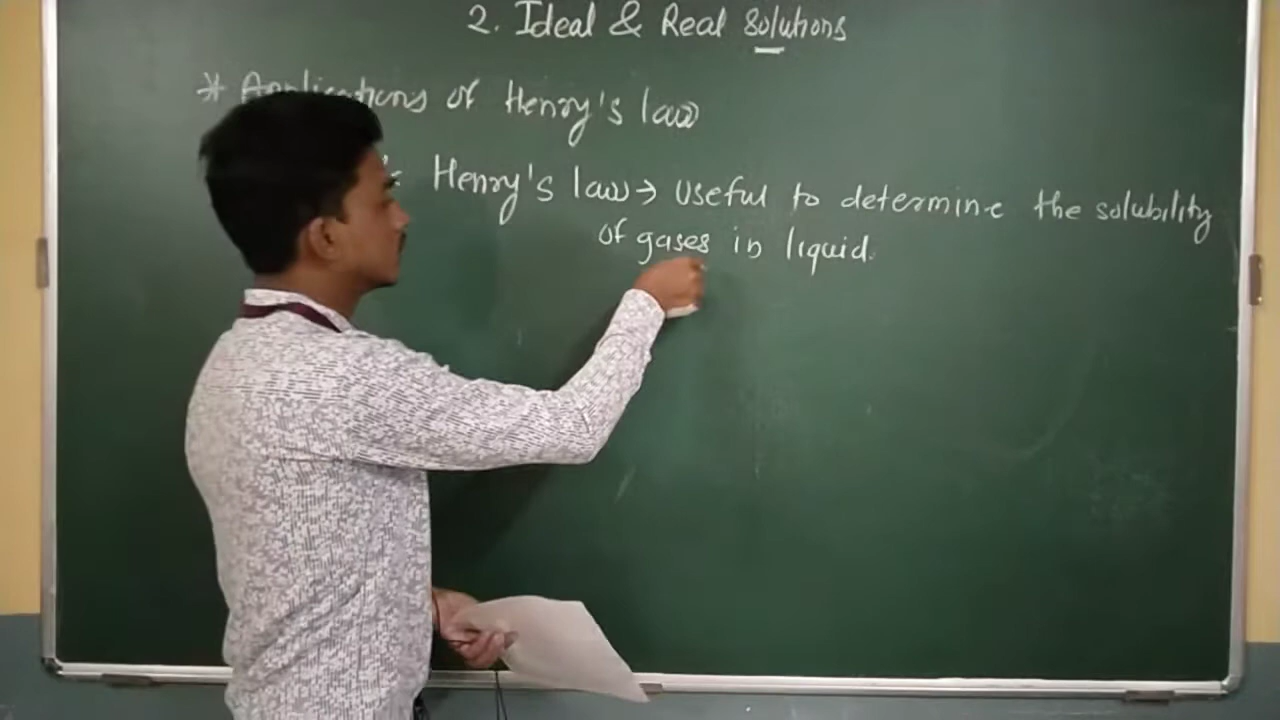 2. Ideal & Real Solutions
* Applications of Henry's law
Henry's law → useful to determine the solubility
of gases in liquid.